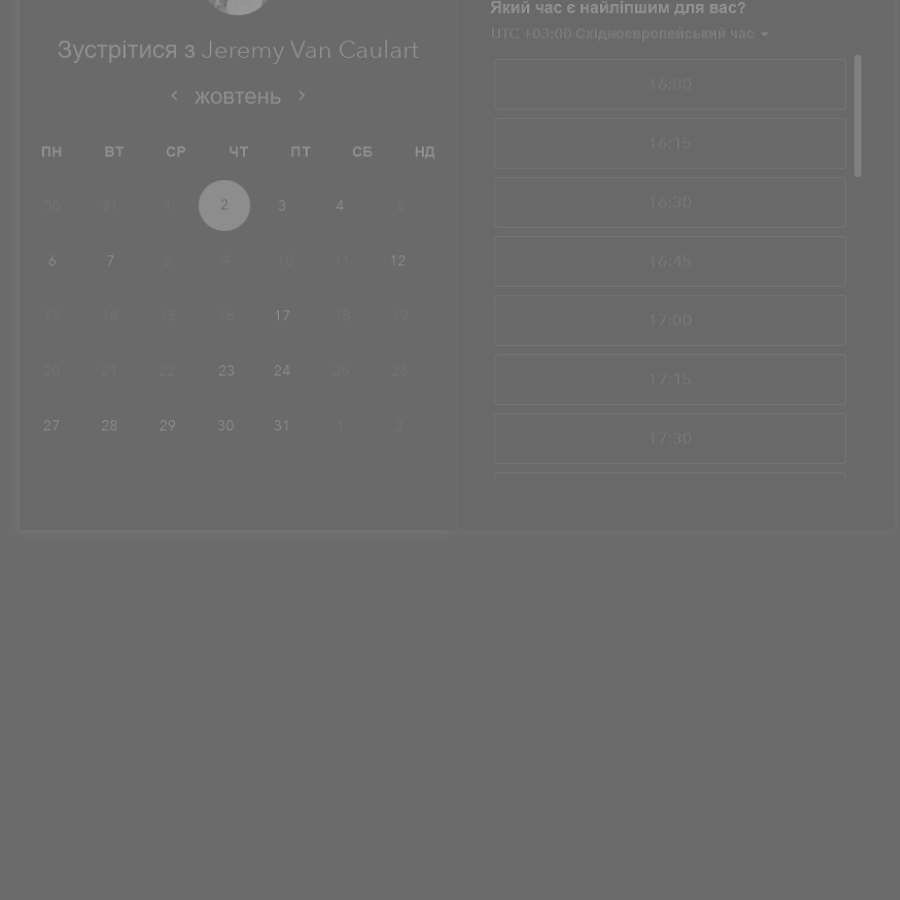 Зустрітися з Jeremy Van Caulart
жовтень
ПН ВТ СР ЧТ ПТ СБ НД
30 31 1 2 3 4 5
6 7 8 9 10 11 12
13 14 15 16 17 18 19
20 21 22 23 24 25 26
27 28 29 30 31 1 2
Який час є найліпшим для вас?
UTC +03:00 Східноєвропейський час
16:00
16:15
16:30
16:45
17:00
17:15
17:30